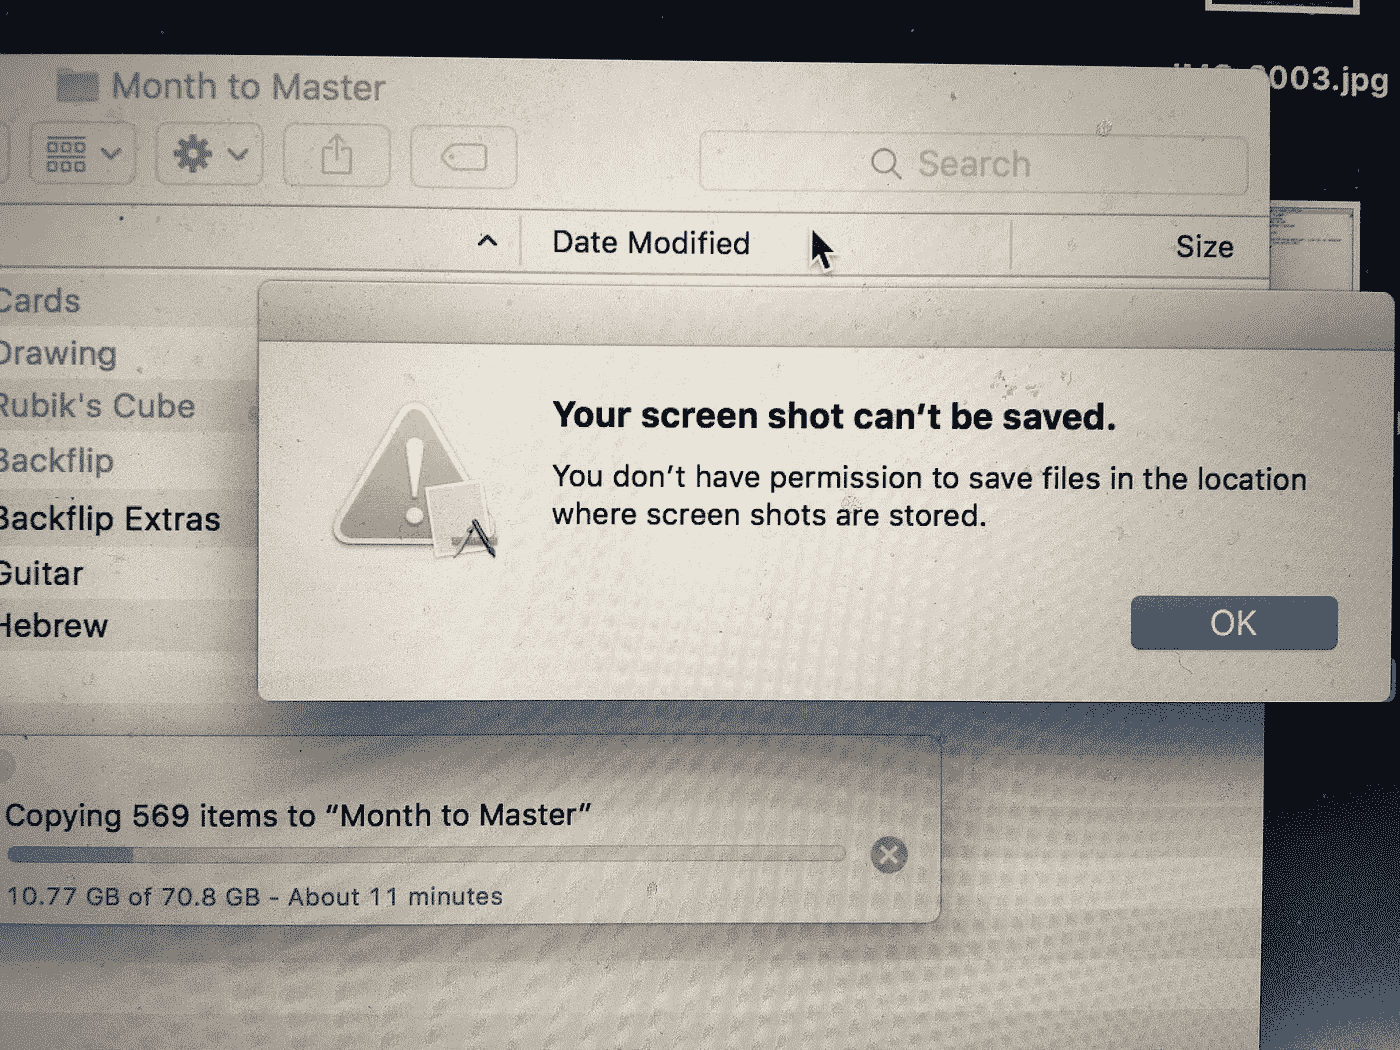 Month to Master
003.jpg
Search
Date Modified
Size
Cards
Drawing
Rubik's Cube
Backflip
Backflip Extras
Guitar
Hebrew
Your screen shot can't be saved.
You don't have permission to save files in the location
where screen shots are stored.
OK
Copying 569 items to “Month to Master”
10.77 GB of 70.8 GB - About 11 minutes